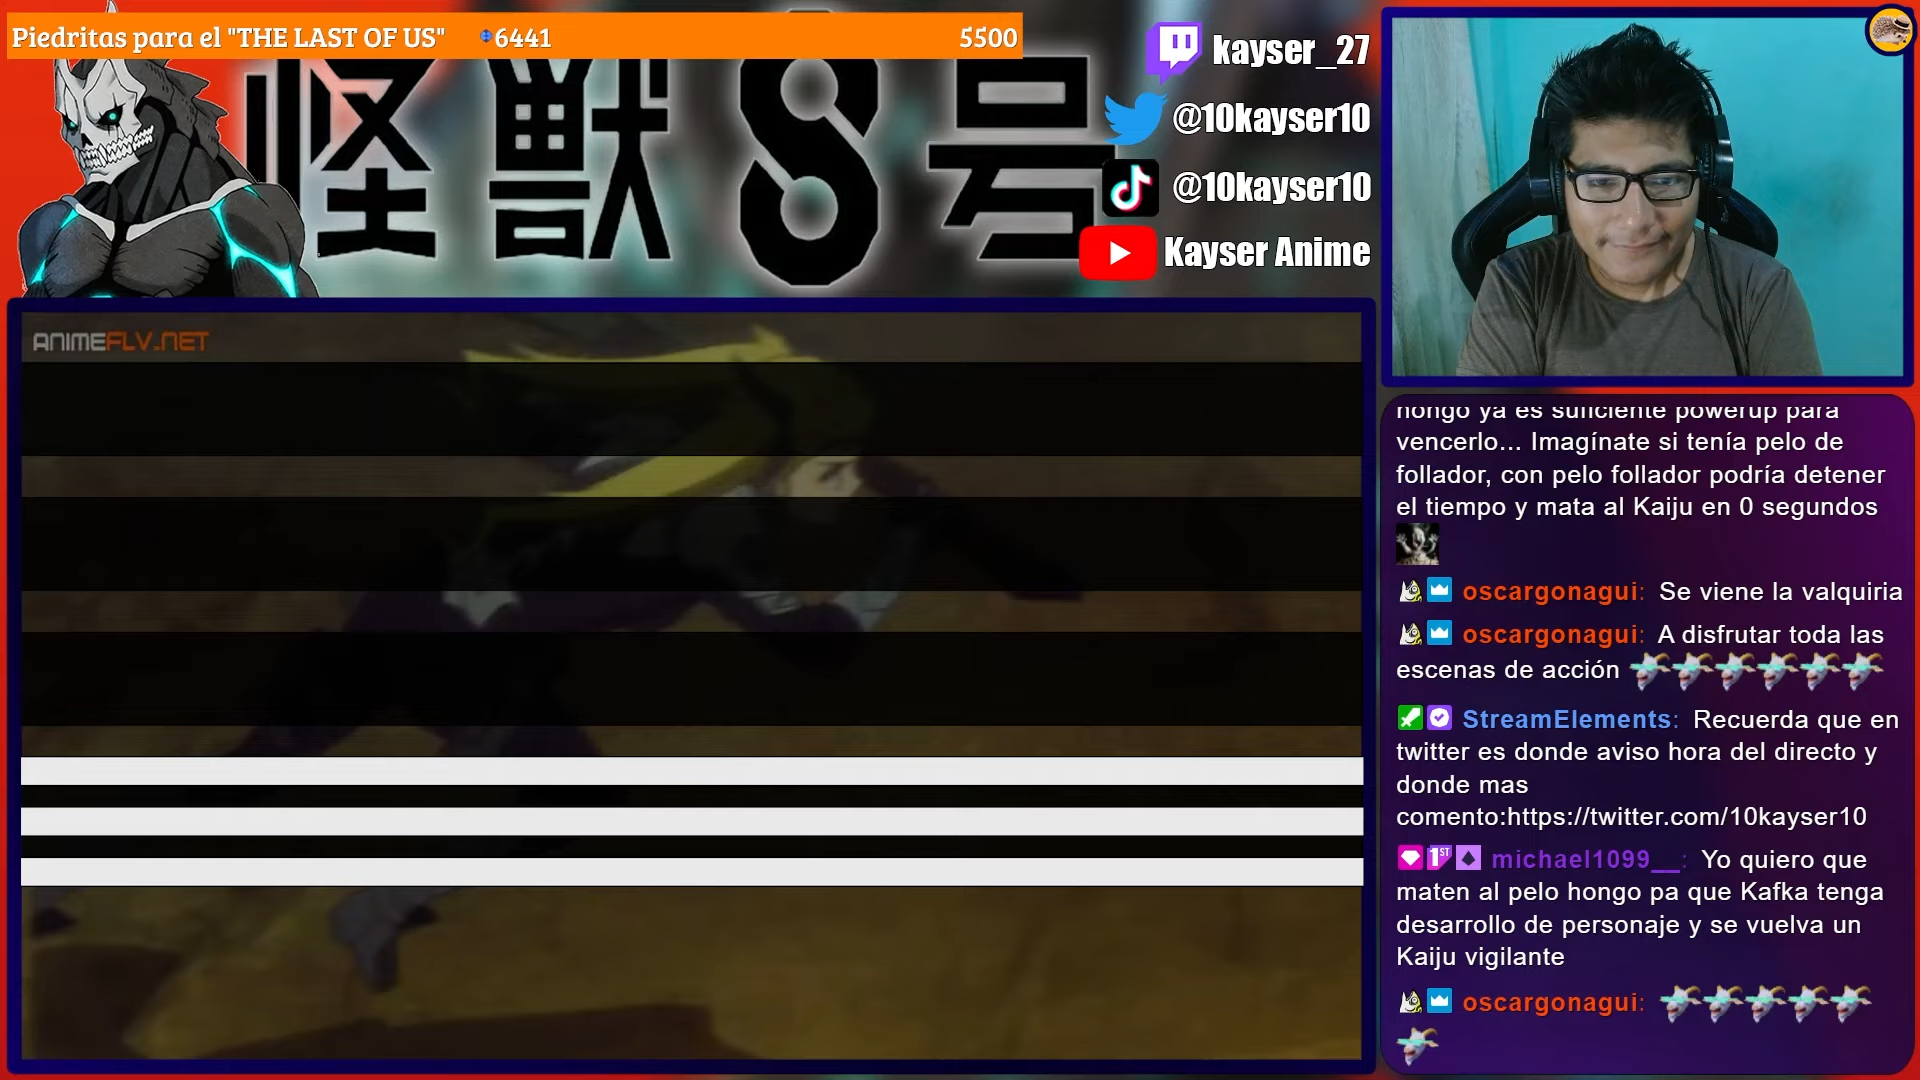 Piedritas para el "THE LAST OF US" 6441 5500
怪獣8号
kayser_27
@10kayser10
@10kayser10
Kayser Anime
ANIMEFLV.NET
hongo ya es suficiente powerup para
vencerlo... Imagínate si tenía pelo de
follador, con pelo follador podría detener
el tiempo y mata al Kaiju en 0 segundos
oscargonagui: Se viene la valquiria
oscargonagui: A disfrutar toda las
escenas de acción
StreamElements: Recuerda que en
twitter es donde aviso hora del directo y
donde mas
comento:https://twitter.com/10kayser10
1ST michael1099__: Yo quiero que
maten al pelo hongo pa que Kafka tenga
desarrollo de personaje y se vuelva un
Kaiju vigilante
oscargonagui: